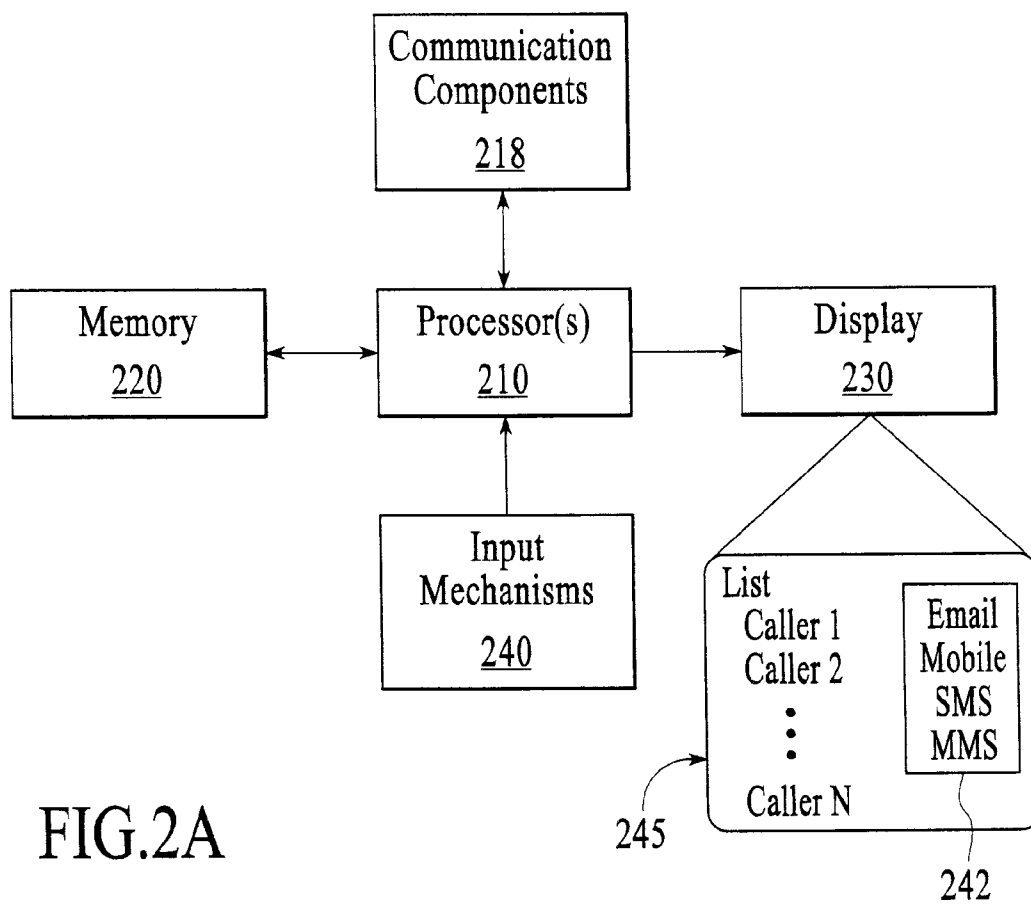 Communication
Components
218
Memory
220
Processor(s)
210
Display
230
Input
Mechanisms
240
List
Caller 1
Caller 2
Caller N
Email
Mobile
SMS
MMS
245
242
FIG.2A